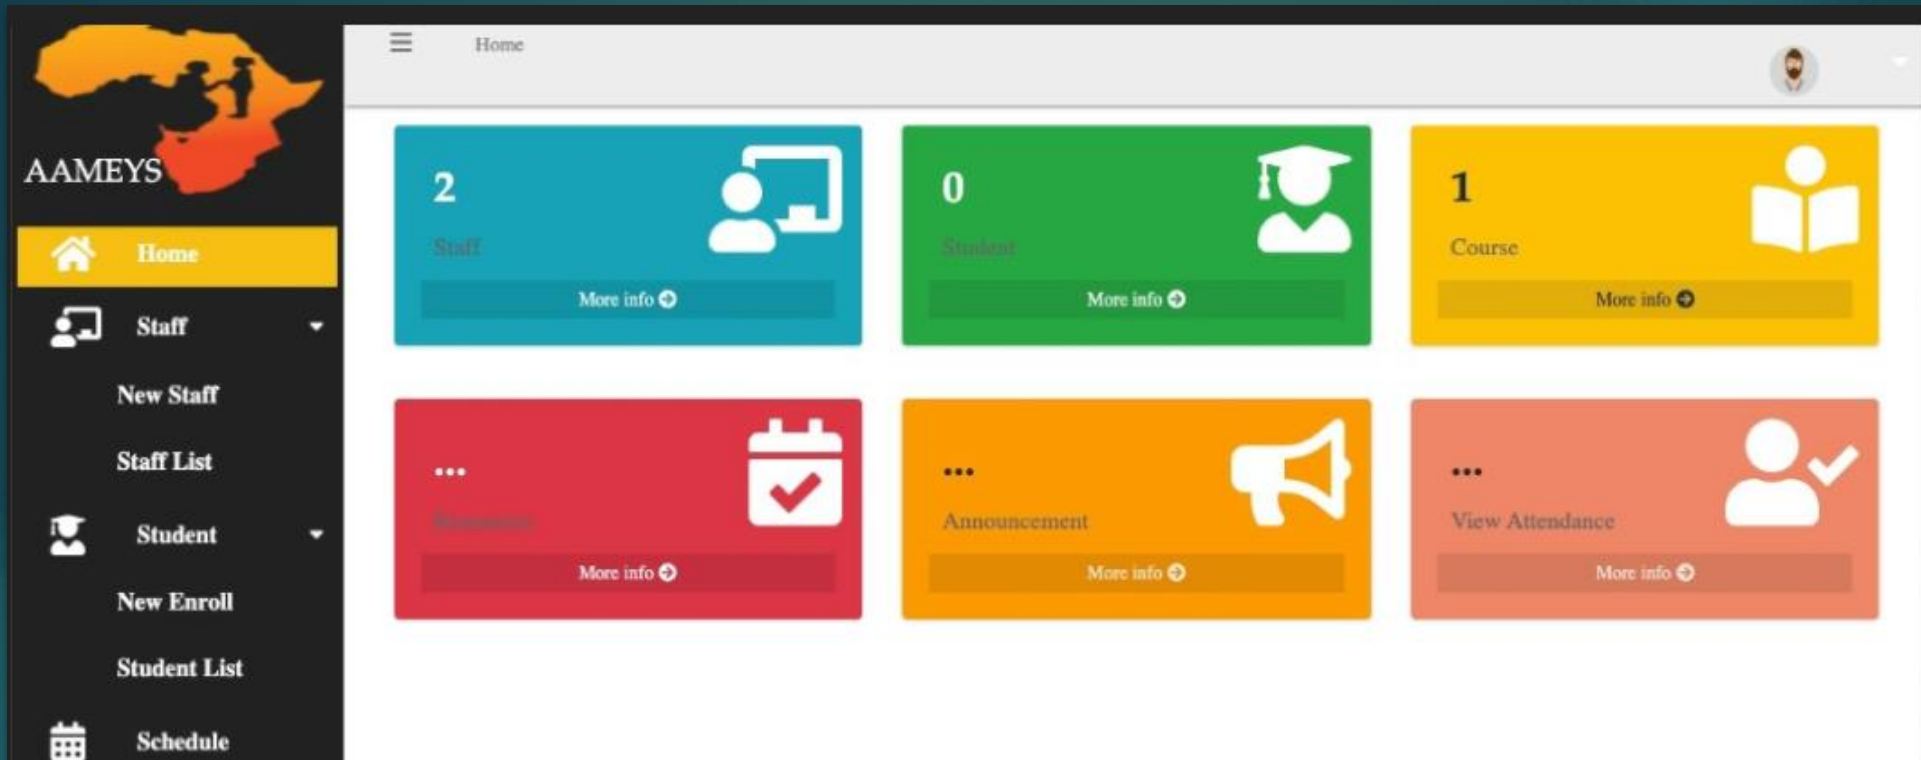 AAMEYS
Home
Staff
New Staff
Staff List
Student
New Enroll
Student List
Schedule
Home
2
Staff
More info
0
Student
More info
1
Course
More info
...
More info
...
Announcement
More info
...
View Attendance
More info